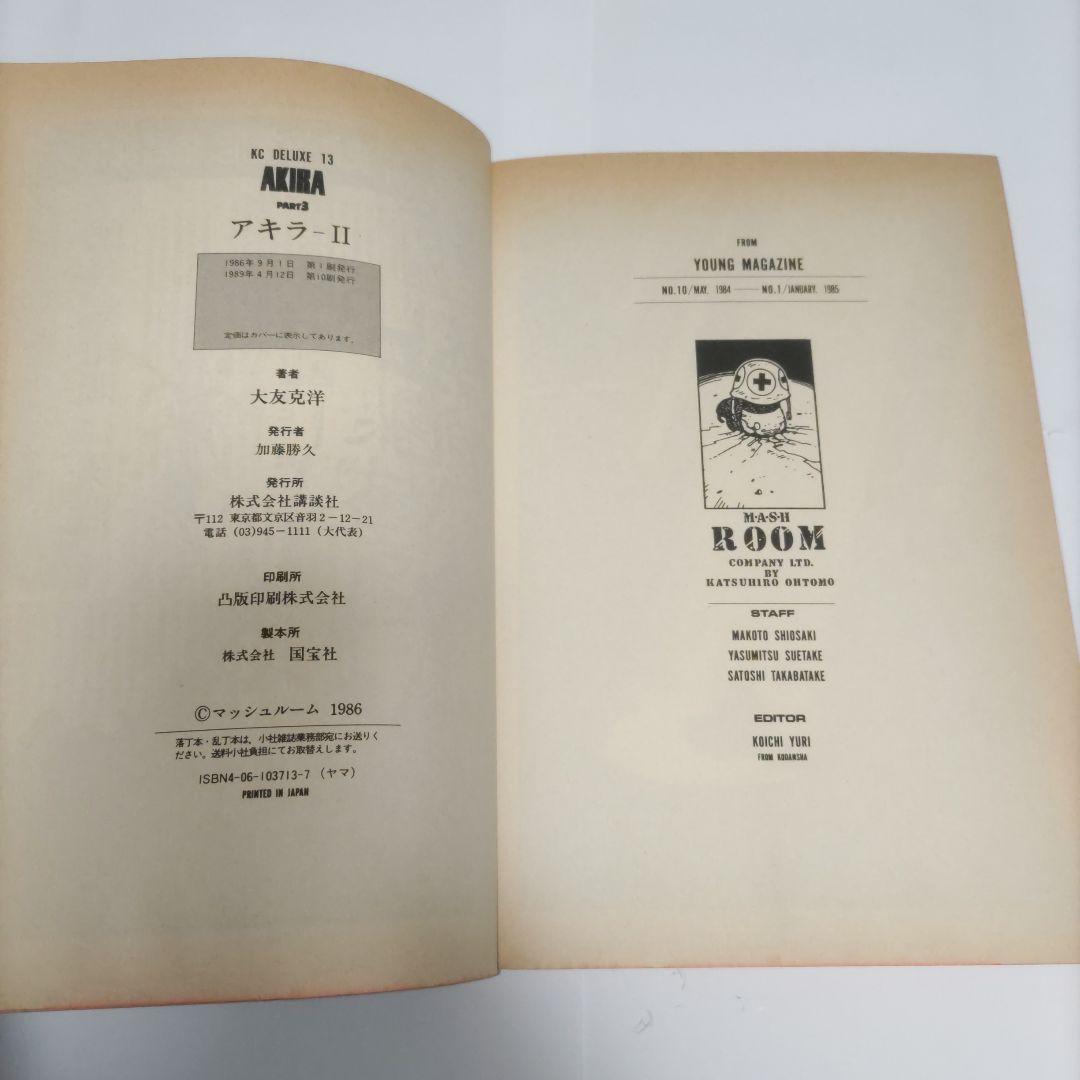 KC DELUXE 13
AKIRA
PART3
アキラ-II
1986年9月1日 第1刷発行
1989年4月12日 第10刷発行
定価はカバーに表示してあります。
著者
大友克洋
発行者
加藤勝久
発行所
株式会社講談社
〒112 東京都文京区音羽2-12-21
電話 (03)945-1111 (大代表)
印刷所
凸版印刷株式会社
製本所
株式会社 国宝社
©マッシュルーム 1986
落丁本・乱丁本は、小社雑誌業務部宛にお送りく
ださい。送料小社負担にてお取替えします。
ISBN4-06-103713-7 (ヤマ)
PRINTED IN JAPAN
FROM
YOUNG MAGAZINE
NO.10/MAY. 1984 —— NO.1/JANUARY. 1985
M·A·S·H
ROOM
COMPANY LTD.
BY
KATSUHIRO OHTOMO
STAFF
MAKOTO SHIOSAKI
YASUMITSU SUETAKE
SATOSHI TAKABATAKE
EDITOR
KOICHI YURI
FROM KODANSHA